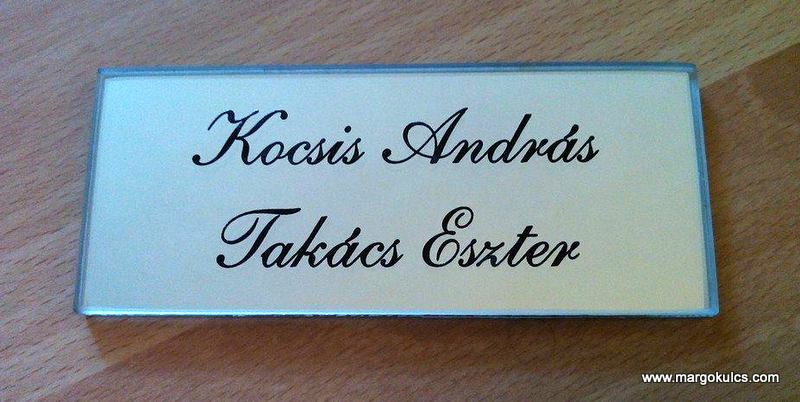 Kocsis András
Takács Eszter
www.margokulcs.com